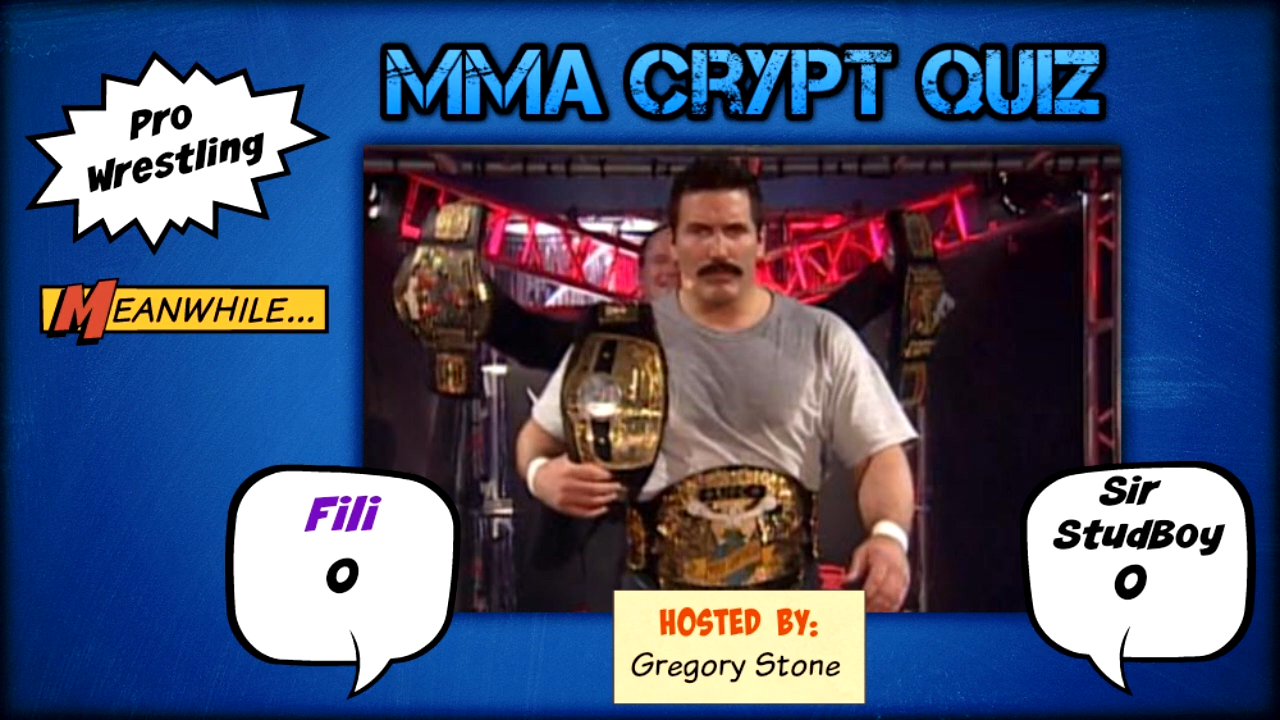 MMA CRYPT QUIZ
Pro
Wrestling
MEANWHILE...
Fili
0
Sir
StudBoy
0
HOSTED BY:
Gregory Stone